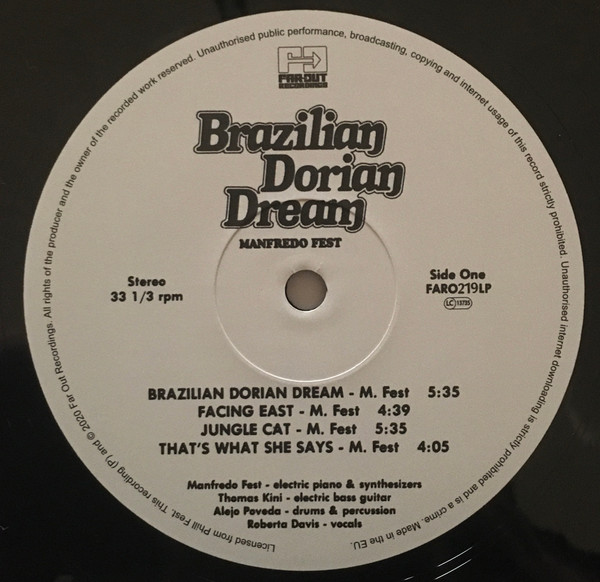 Licensed from Phill Fest. This recording (P) and © 2020 Far Out Recordings. All rights of the producer and the owner of the recorded work reserved. Unauthorised public performance, broadcasting, copying and internet usage of this record strictly prohibited. Unauthorised internet downloading is strictly prohibited and is a crime. Made in the EU.
FAR-OUT
RECORDINGS
Brazilian
Dorian
Dream
MANFREDO FEST
Stereo
33 1/3 rpm
Side One
FARO219LP
LC 13725
BRAZILIAN DORIAN DREAM - M. Fest 5:35
FACING EAST - M. Fest 4:39
JUNGLE CAT - M. Fest 5:35
THAT'S WHAT SHE SAYS - M. Fest 4:05
Manfredo Fest - electric piano & synthesizers
Thomas Kini - electric bass guitar
Alejo Poveda - drums & percussion
Roberta Davis - vocals